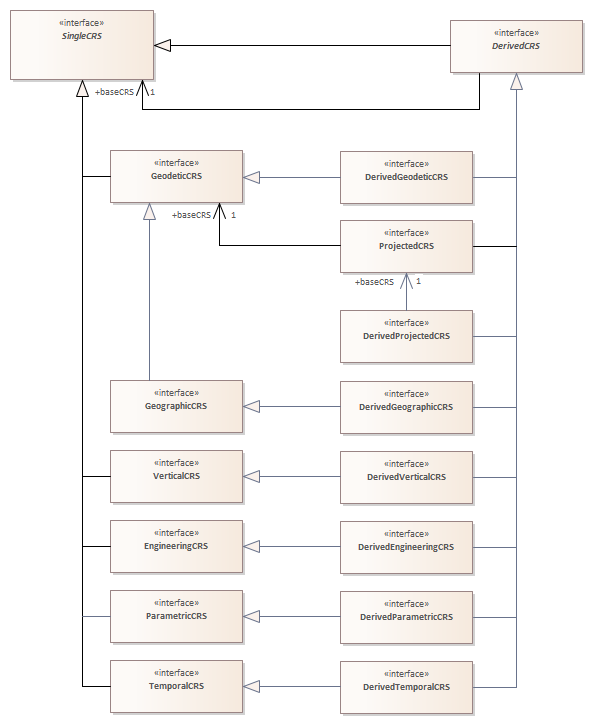 «interface»
SingleCRS
«interface»
DerivedCRS
+baseCRS 1
«interface»
GeodeticCRS
«interface»
DerivedGeodeticCRS
+baseCRS 1
«interface»
ProjectedCRS
+baseCRS 1
«interface»
DerivedProjectedCRS
«interface»
GeographicCRS
«interface»
DerivedGeographicCRS
«interface»
VerticalCRS
«interface»
DerivedVerticalCRS
«interface»
EngineeringCRS
«interface»
DerivedEngineeringCRS
«interface»
ParametricCRS
«interface»
DerivedParametricCRS
«interface»
TemporalCRS
«interface»
DerivedTemporalCRS